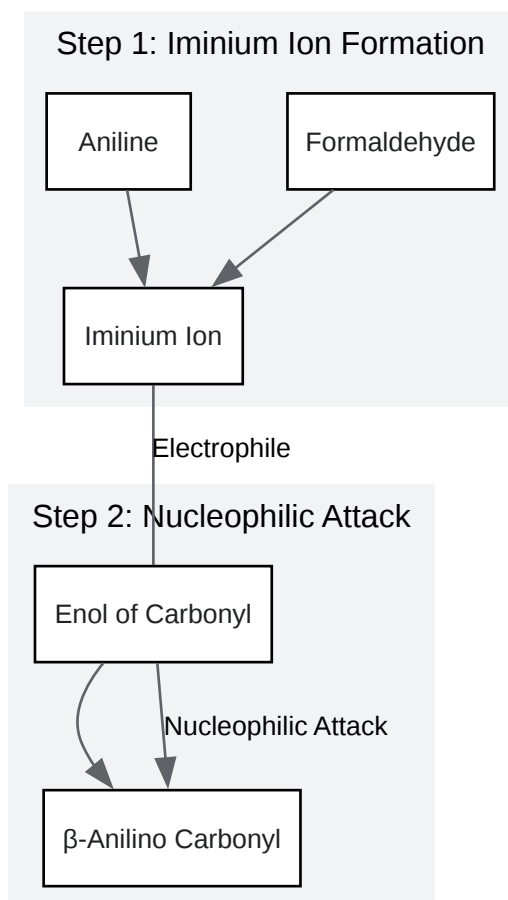 Step 1: Iminium Ion Formation
Aniline
Formaldehyde
Iminium Ion
Electrophile
Step 2: Nucleophilic Attack
Enol of Carbonyl
Nucleophilic Attack
β-Anilino Carbonyl